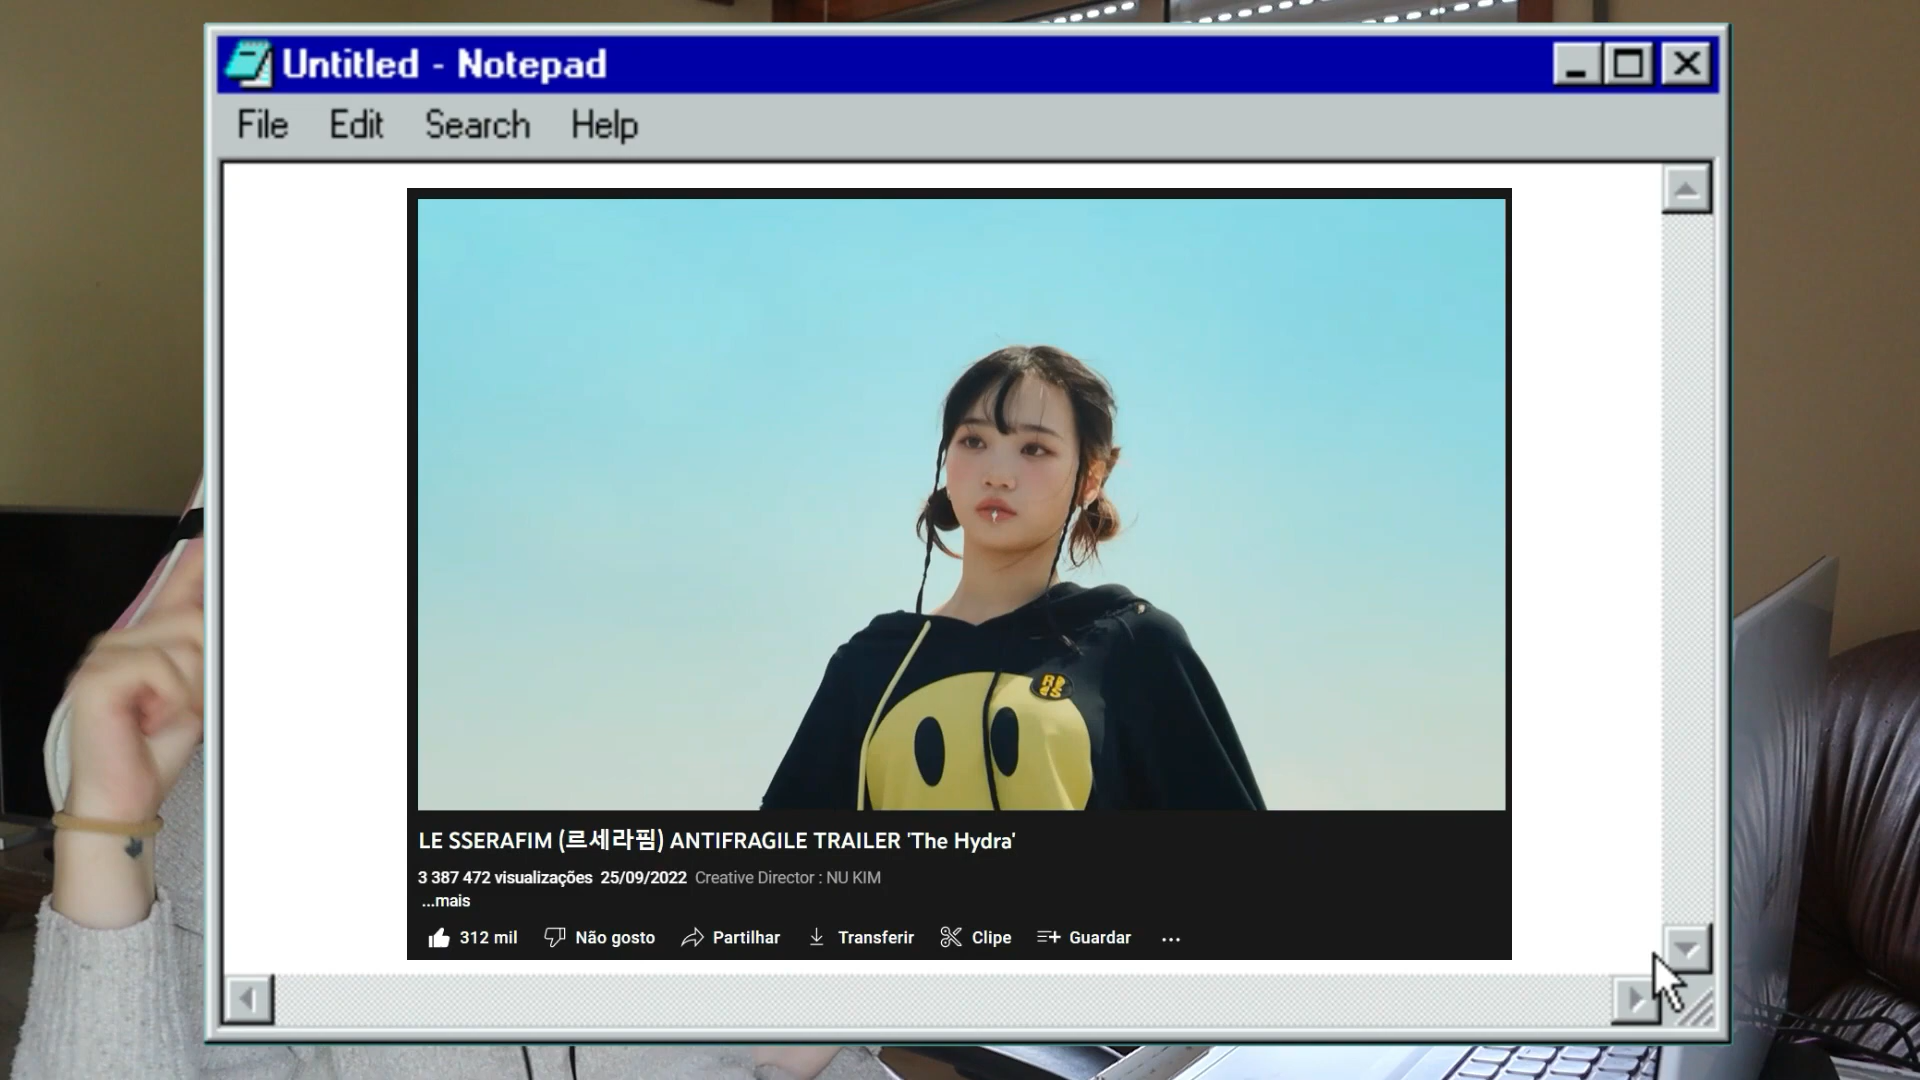 Untitled - Notepad
File Edit Search Help
LE SSERAFIM (르세라핌) ANTIFRAGILE TRAILER 'The Hydra'
3 387 472 visualizações 25/09/2022 Creative Director : NU KIM
...mais
312 mil Não gosto Partilhar Transferir Clipe Guardar ...